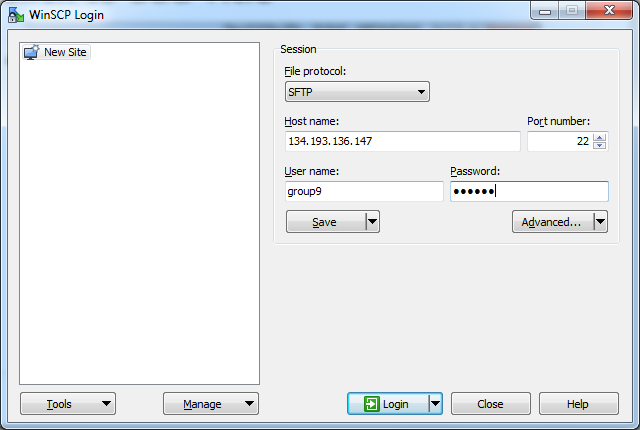 WinSCP Login
New Site
Session
File protocol:
SFTP
Host name:
Port number:
134.193.136.147
22
User name:
Password:
group9
●●●●●●
Save
Advanced...
Tools
Manage
Login
Close
Help